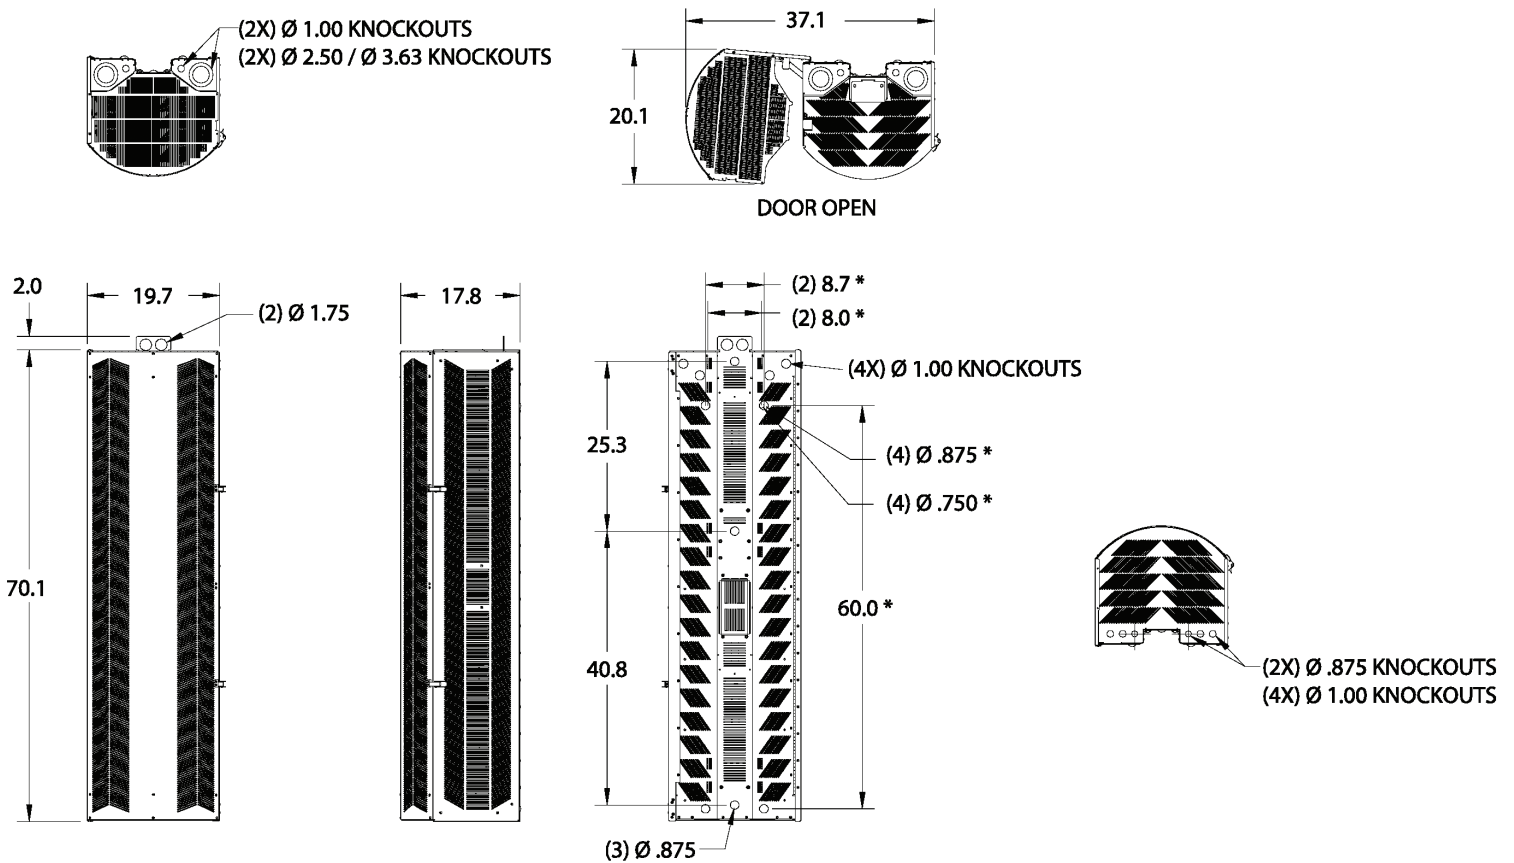 (2X) Ø 1.00 KNOCKOUTS
(2X) Ø 2.50 / Ø 3.63 KNOCKOUTS
37.1
20.1
DOOR OPEN
2.0
19.7
(2) Ø 1.75
70.1
17.8
(2) 8.7 *
(2) 8.0 *
(4X) Ø 1.00 KNOCKOUTS
25.3
(4) Ø .875 *
(4) Ø .750 *
60.0 *
40.8
(3) Ø .875
(2X) Ø .875 KNOCKOUTS
(4X) Ø 1.00 KNOCKOUTS